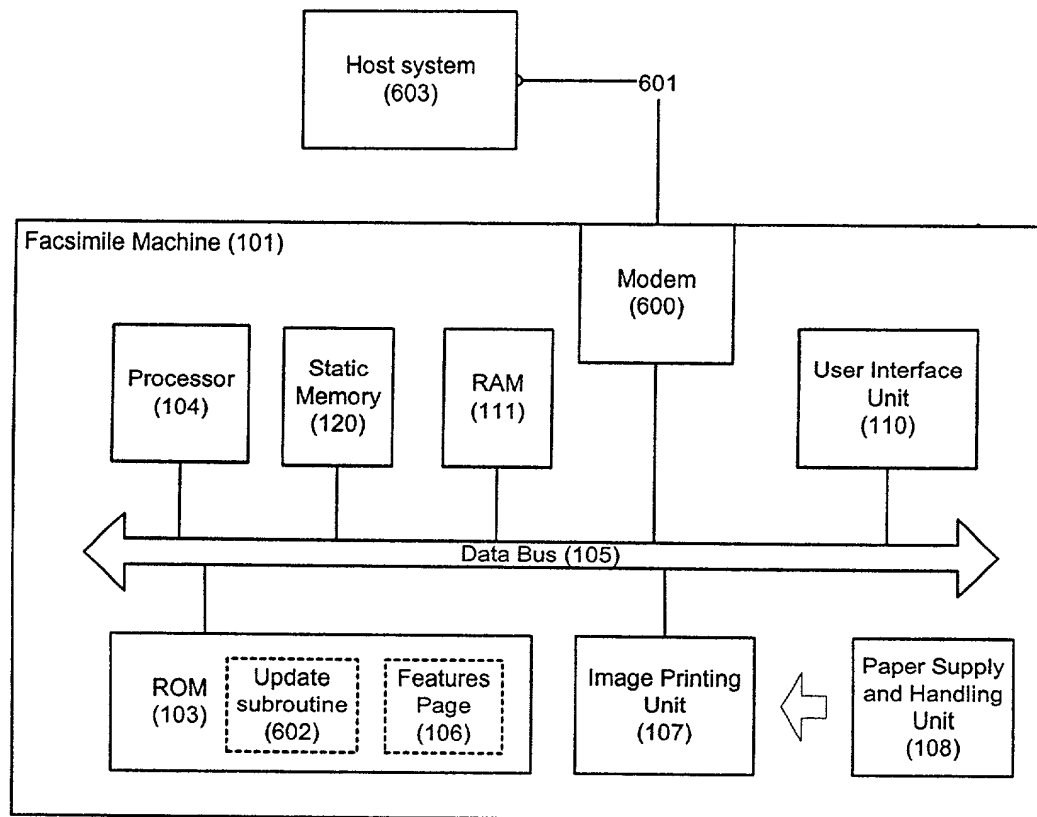 Host system
(603)
601
Facsimile Machine (101)
Modem
(600)
Processor
(104)
Static
Memory
(120)
RAM
(111)
User Interface
Unit
(110)
Data Bus (105)
ROM
(103)
Update
subroutine
(602)
Features
Page
(106)
Image Printing
Unit
(107)
Paper Supply
and Handling
Unit
(108)